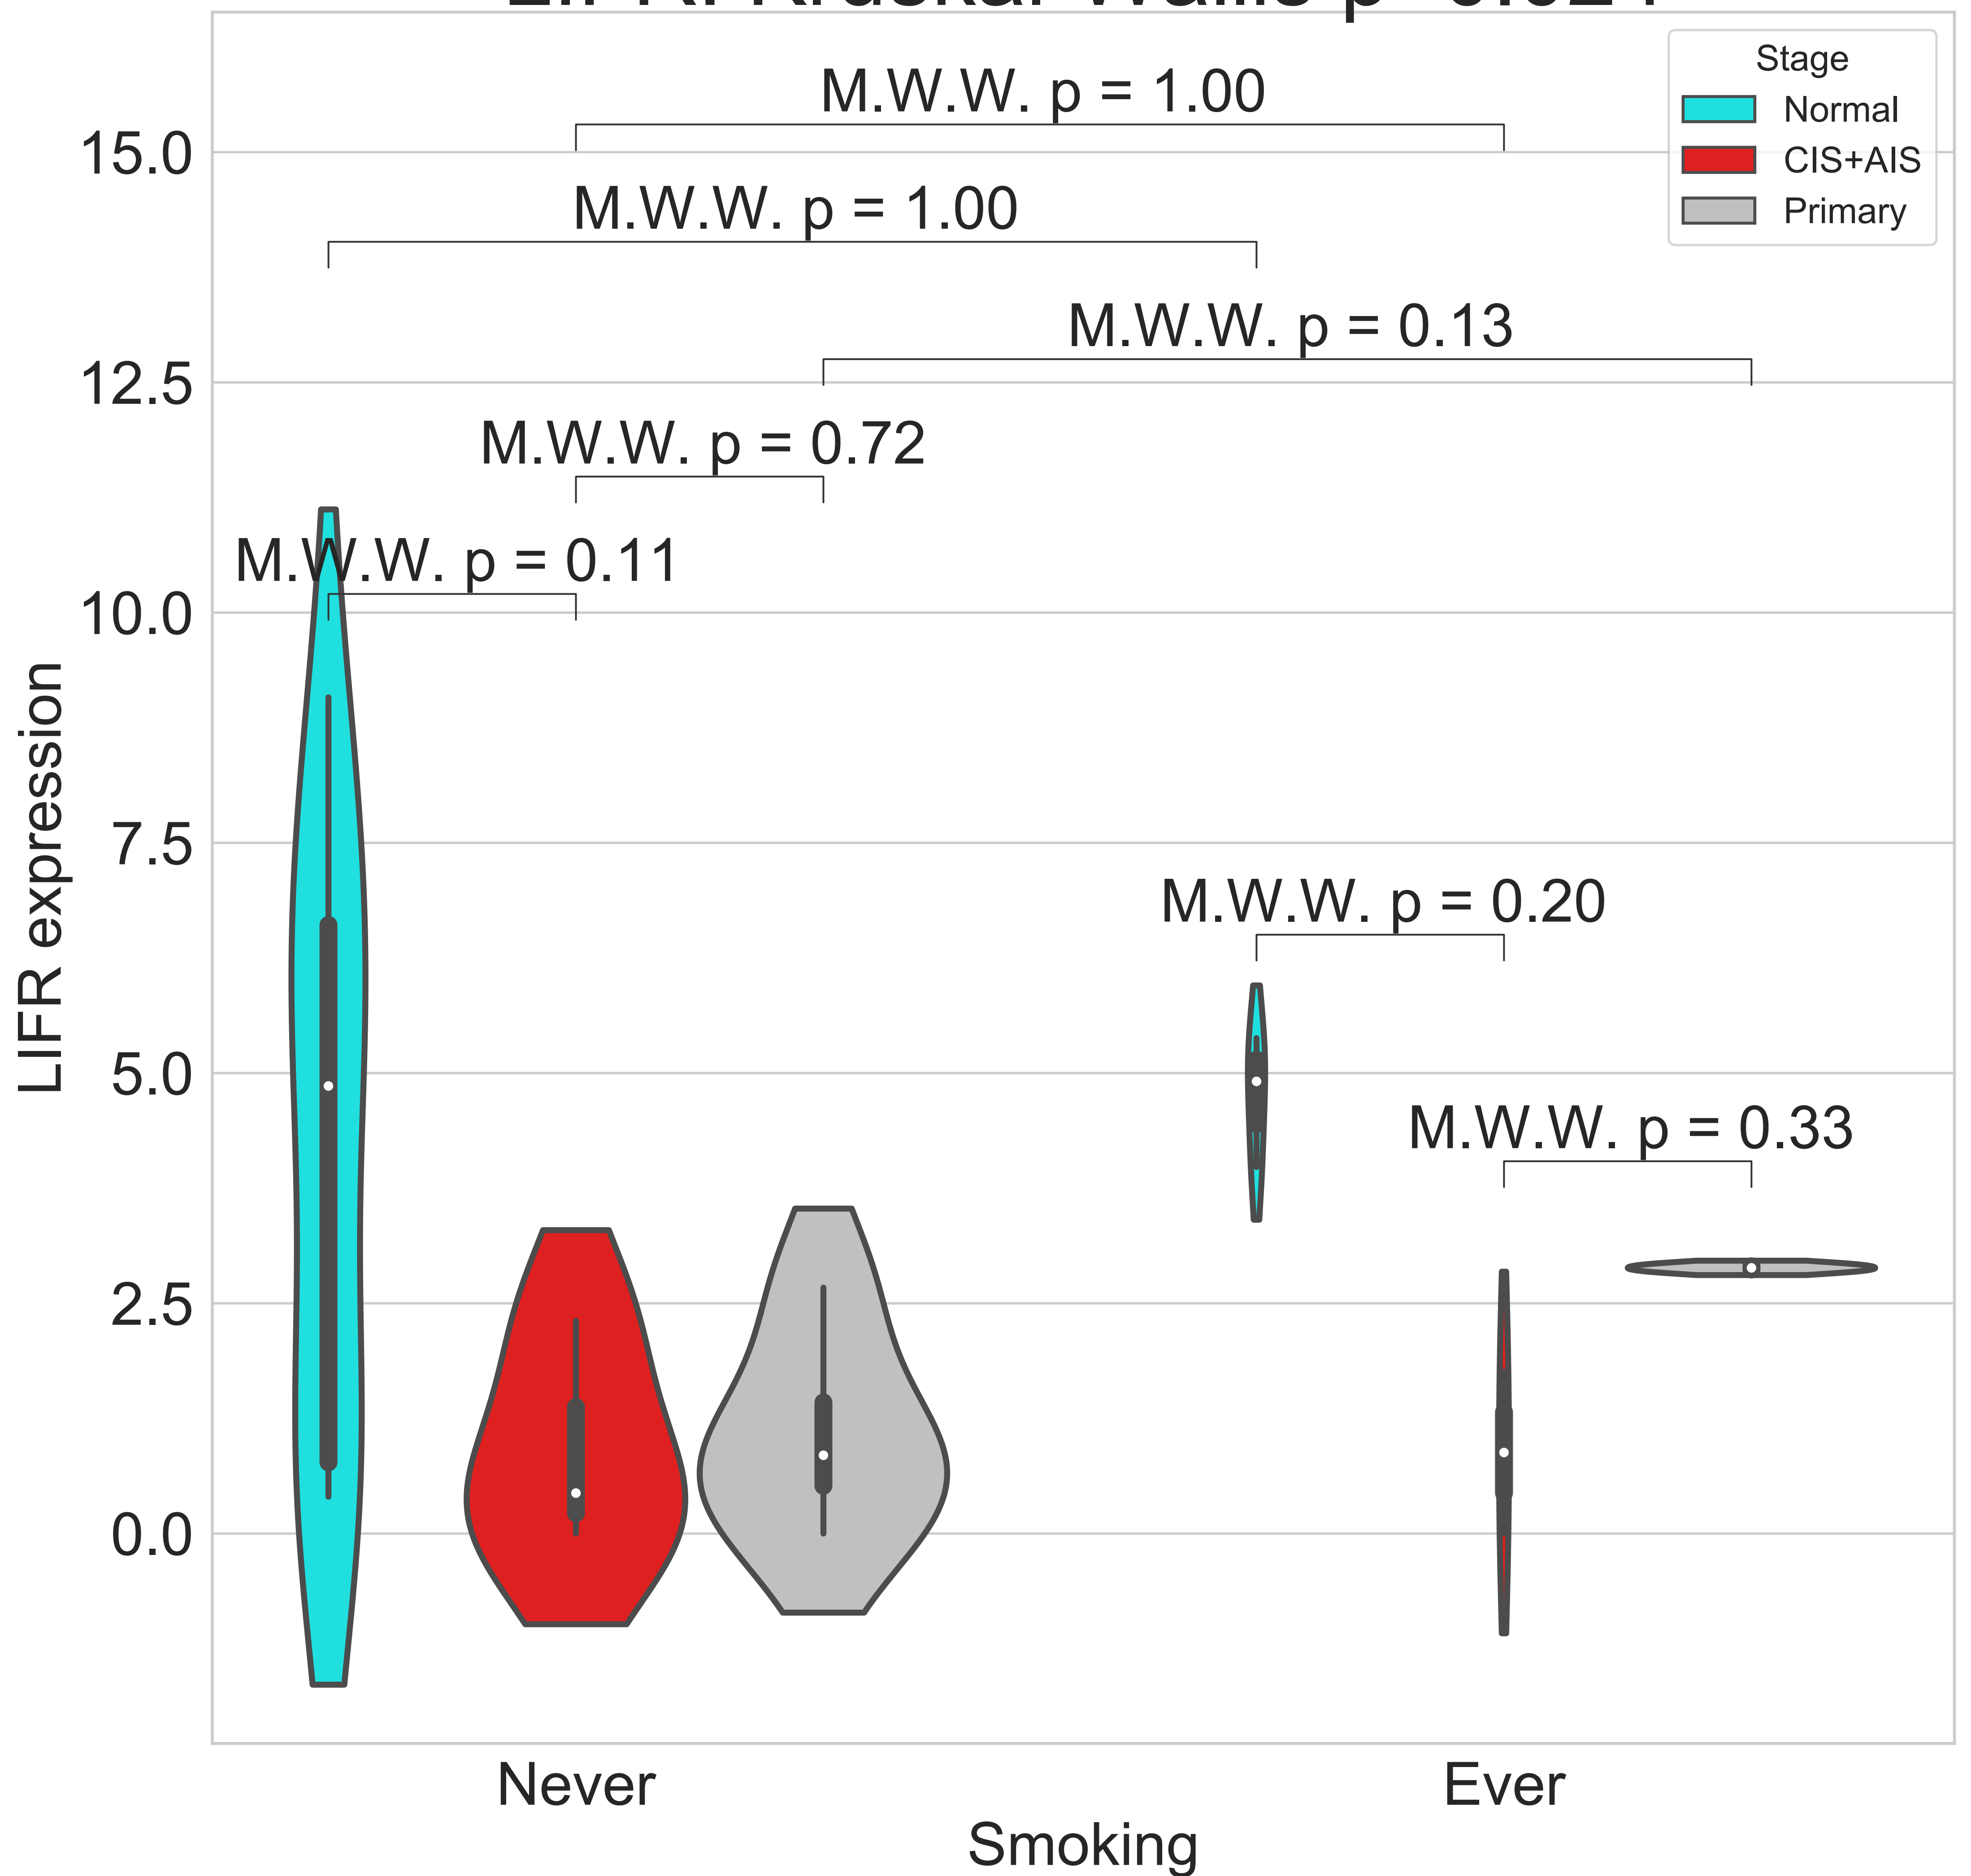 Stage
Normal
CIS+AIS
Primary
M.W.W. p = 1.00
M.W.W. p = 1.00
M.W.W. p = 0.13
M.W.W. p = 0.72
M.W.W. p = 0.11
M.W.W. p = 0.20
M.W.W. p = 0.33
15.0
12.5
10.0
7.5
5.0
2.5
0.0
LIFR expression
Never
Ever
Smoking